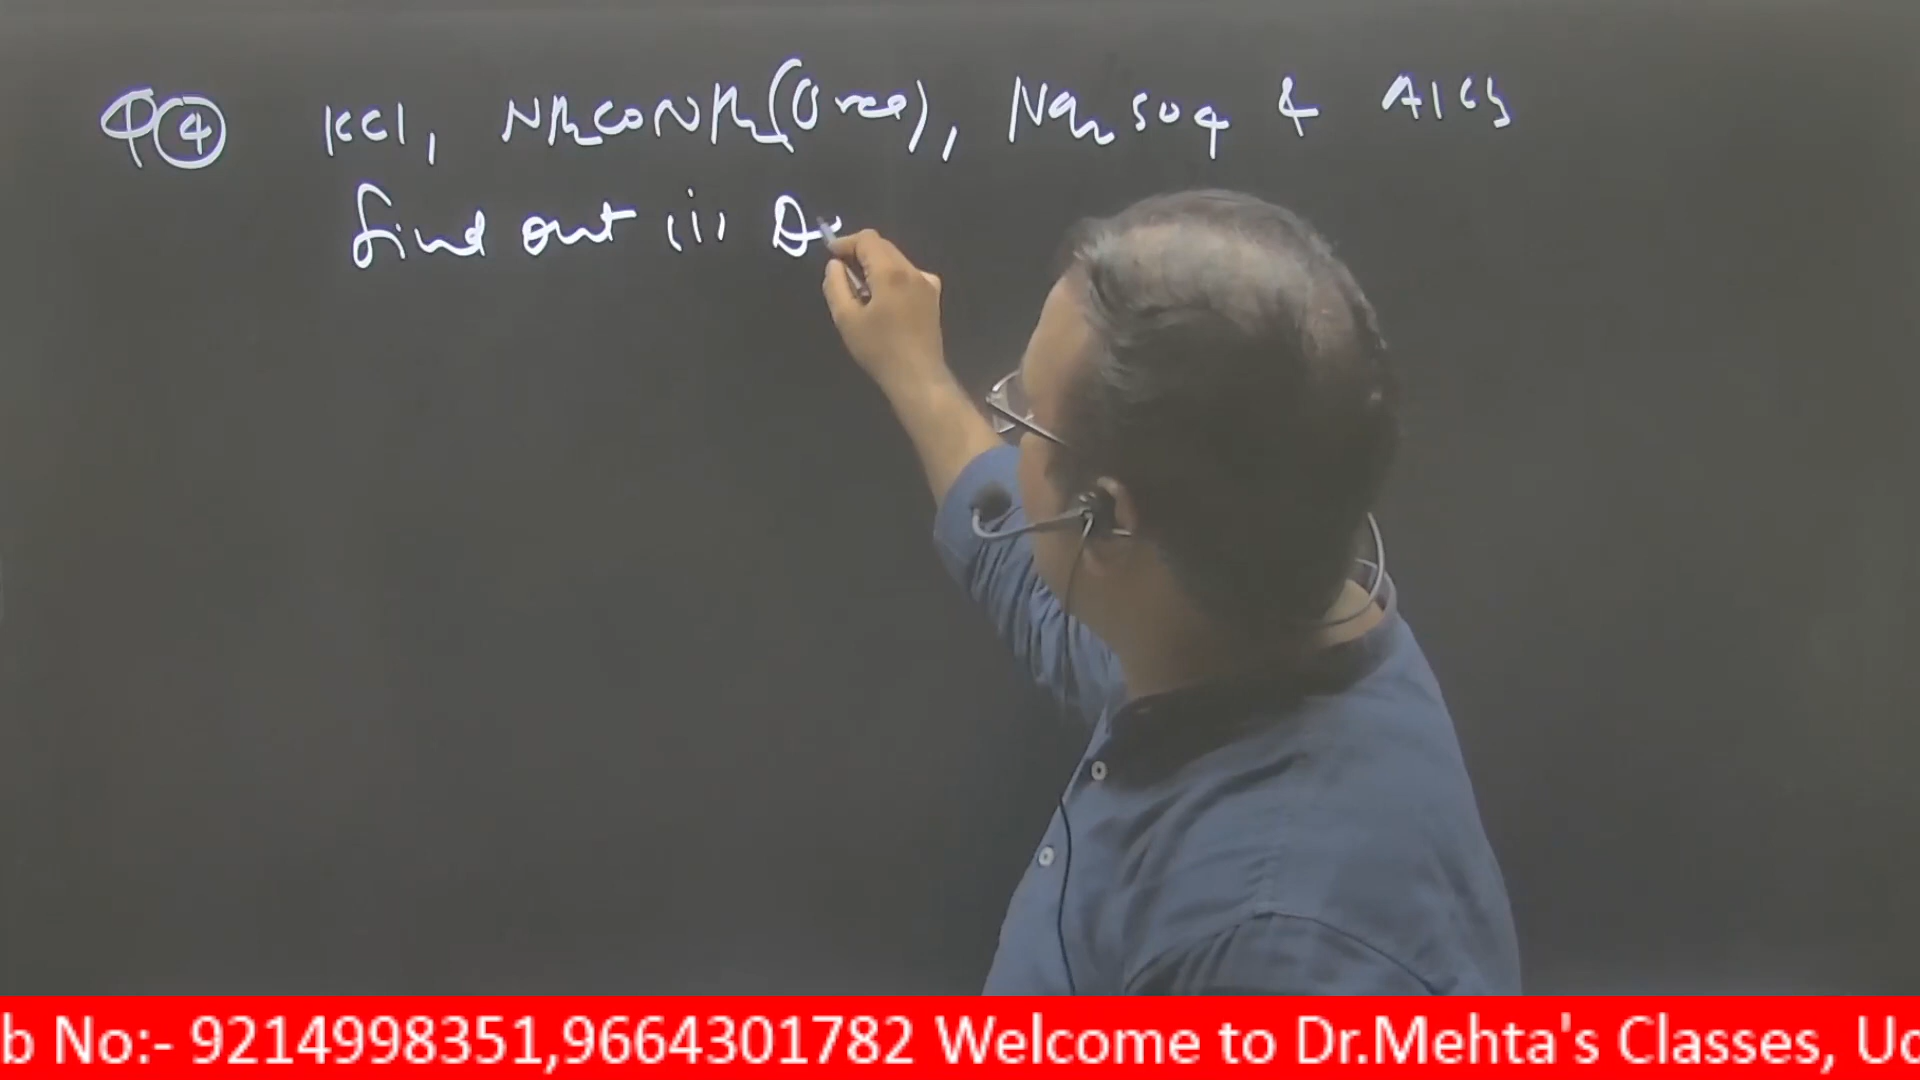 Q④ KCl, NH₂CONH₂(Urea), Na₂SO₄ & AlCl₃
find out (i)
b No:- 9214998351,9664301782 Welcome to Dr.Mehta's Classes, Ud